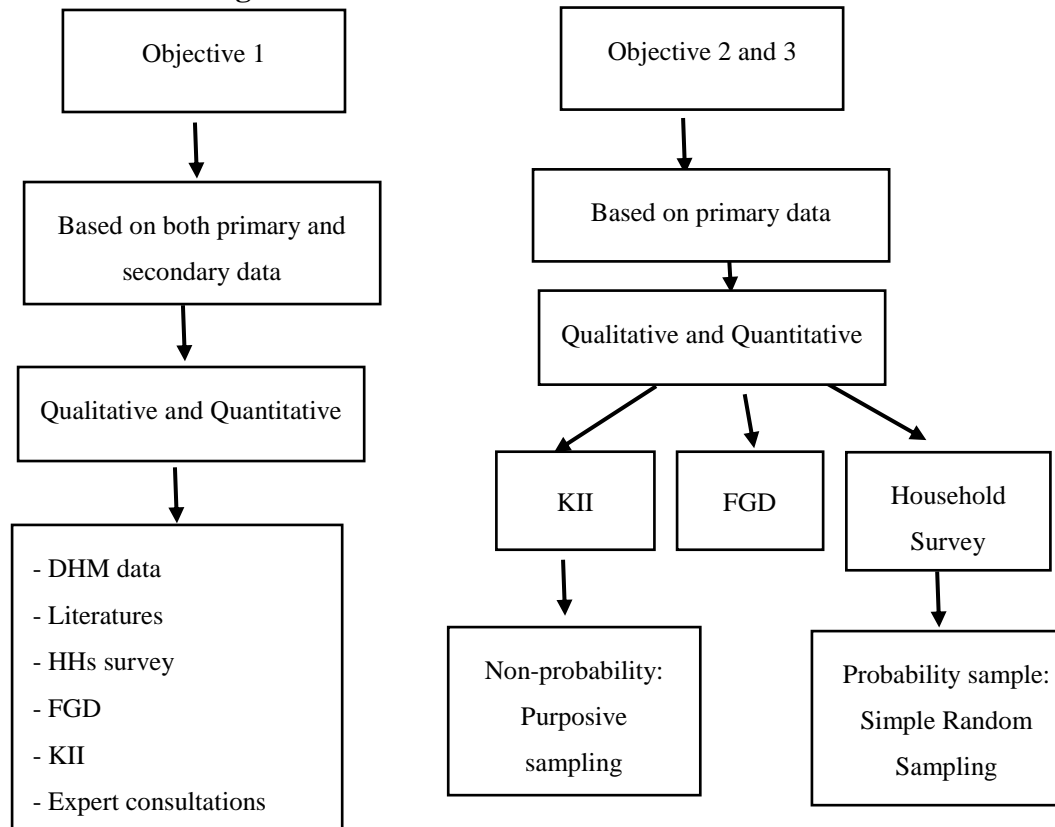 Objective 1
Based on both primary and
secondary data
Qualitative and Quantitative
- DHM data
- Literatures
- HHs survey
- FGD
- KII
- Expert consultations
Objective 2 and 3
Based on primary data
Qualitative and Quantitative
KII
FGD
Household
Survey
Non-probability:
Purposive
sampling
Probability sample:
Simple Random
Sampling